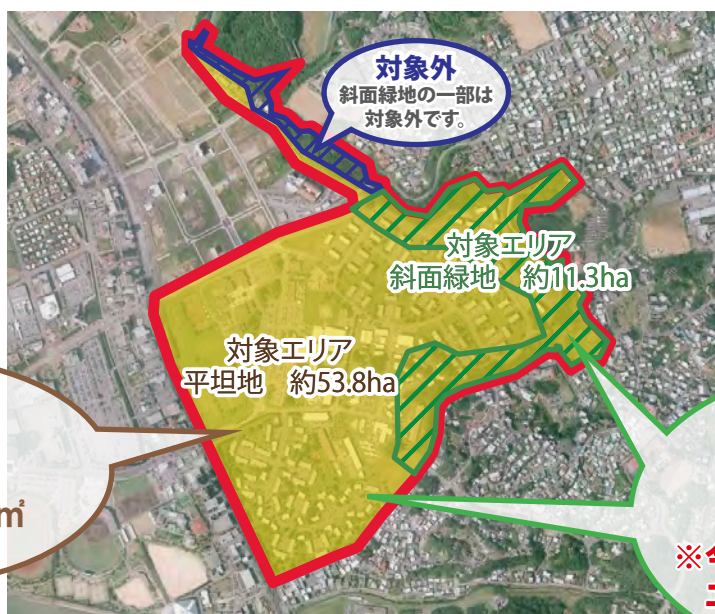 対象外
斜面緑地の一部は
対象外です。
対象エリア
斜面緑地　約11.3ha
対象エリア
平坦地　約53.8ha
㎡
※